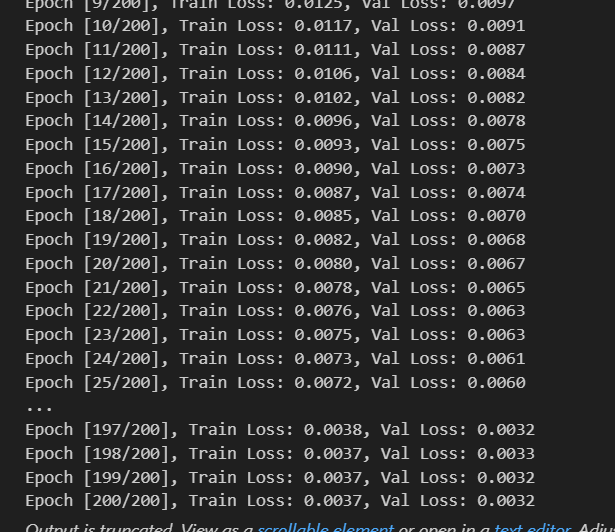 Epoch [9/200], Train Loss: 0.0125, Val Loss: 0.0097
Epoch [10/200], Train Loss: 0.0117, Val Loss: 0.0091
Epoch [11/200], Train Loss: 0.0111, Val Loss: 0.0087
Epoch [12/200], Train Loss: 0.0106, Val Loss: 0.0084
Epoch [13/200], Train Loss: 0.0102, Val Loss: 0.0082
Epoch [14/200], Train Loss: 0.0096, Val Loss: 0.0078
Epoch [15/200], Train Loss: 0.0093, Val Loss: 0.0075
Epoch [16/200], Train Loss: 0.0090, Val Loss: 0.0073
Epoch [17/200], Train Loss: 0.0087, Val Loss: 0.0074
Epoch [18/200], Train Loss: 0.0085, Val Loss: 0.0070
Epoch [19/200], Train Loss: 0.0082, Val Loss: 0.0068
Epoch [20/200], Train Loss: 0.0080, Val Loss: 0.0067
Epoch [21/200], Train Loss: 0.0078, Val Loss: 0.0065
Epoch [22/200], Train Loss: 0.0076, Val Loss: 0.0063
Epoch [23/200], Train Loss: 0.0075, Val Loss: 0.0063
Epoch [24/200], Train Loss: 0.0073, Val Loss: 0.0061
Epoch [25/200], Train Loss: 0.0072, Val Loss: 0.0060
...
Epoch [197/200], Train Loss: 0.0038, Val Loss: 0.0032
Epoch [198/200], Train Loss: 0.0037, Val Loss: 0.0033
Epoch [199/200], Train Loss: 0.0037, Val Loss: 0.0032
Epoch [200/200], Train Loss: 0.0037, Val Loss: 0.0032
Output is truncated. View as a scrollable element or open in a text editor.